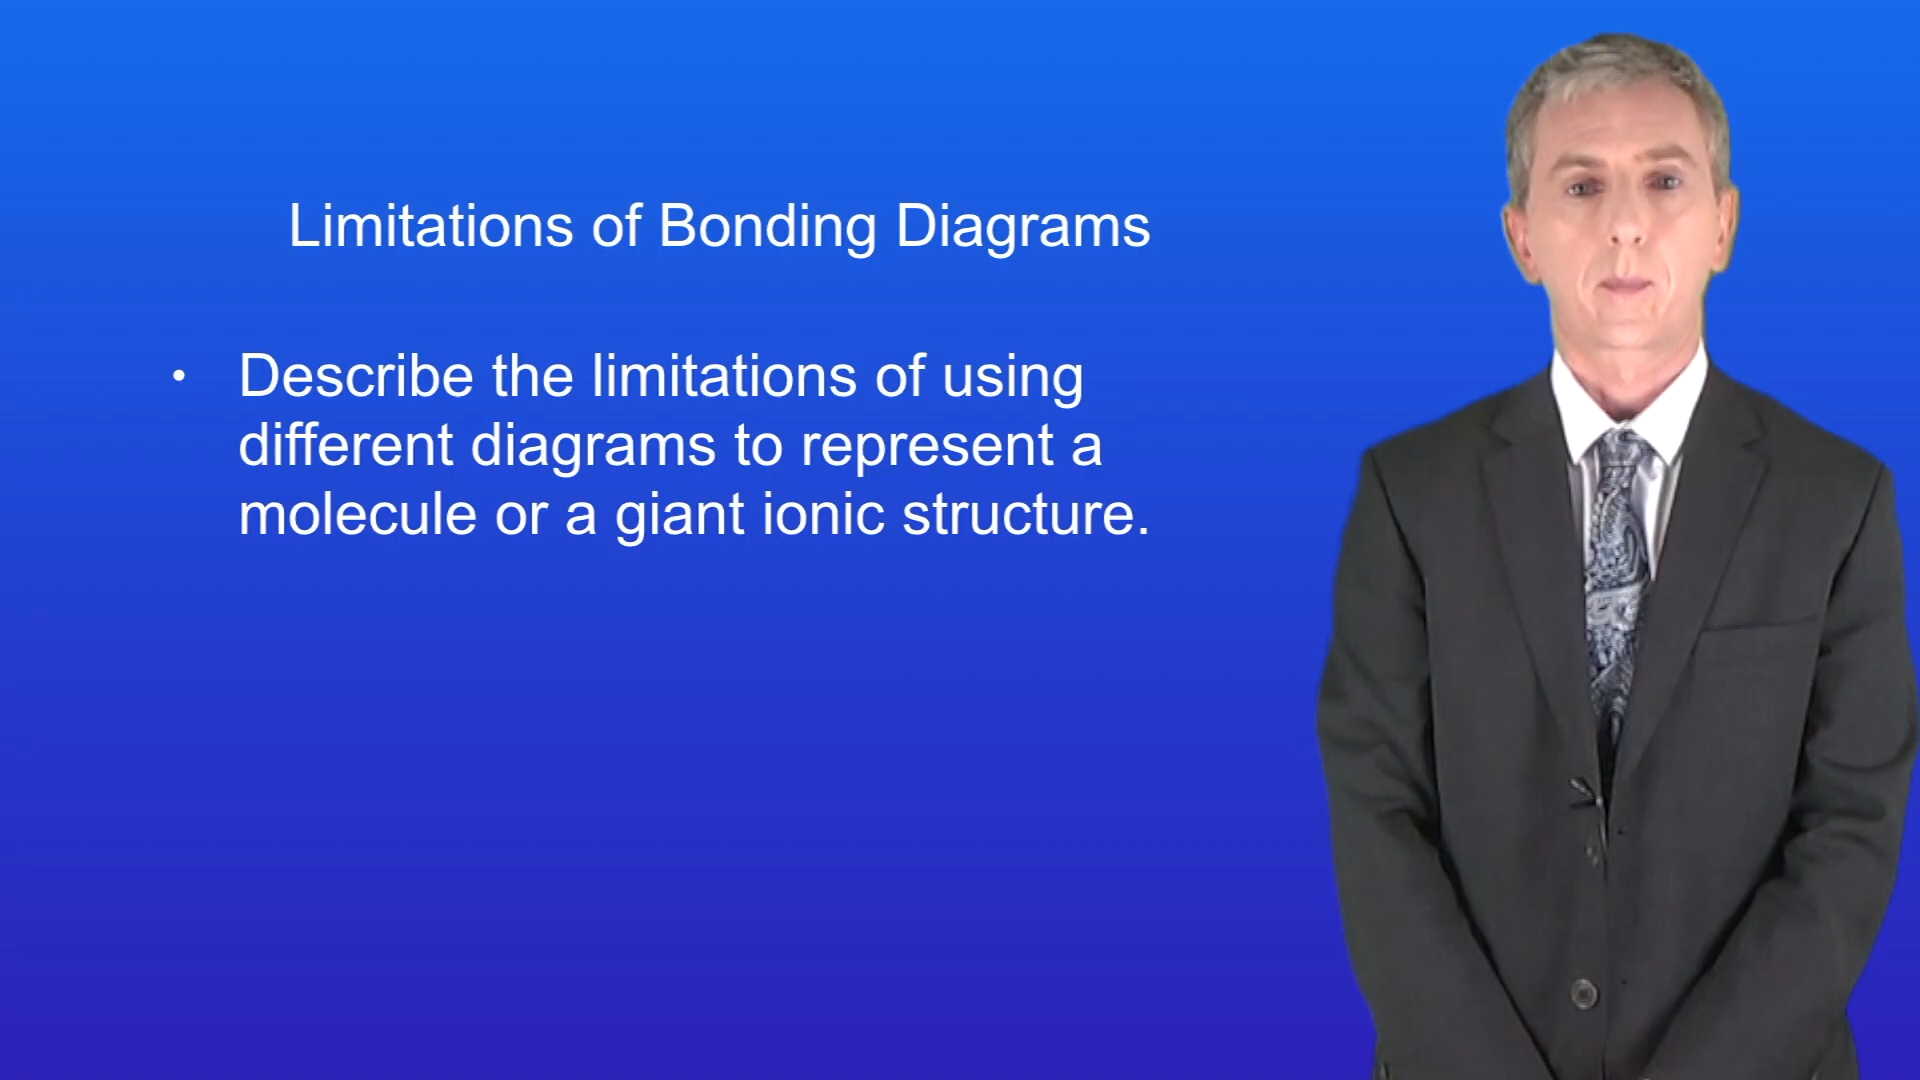 Limitations of Bonding Diagrams
• Describe the limitations of using
different diagrams to represent a
molecule or a giant ionic structure.